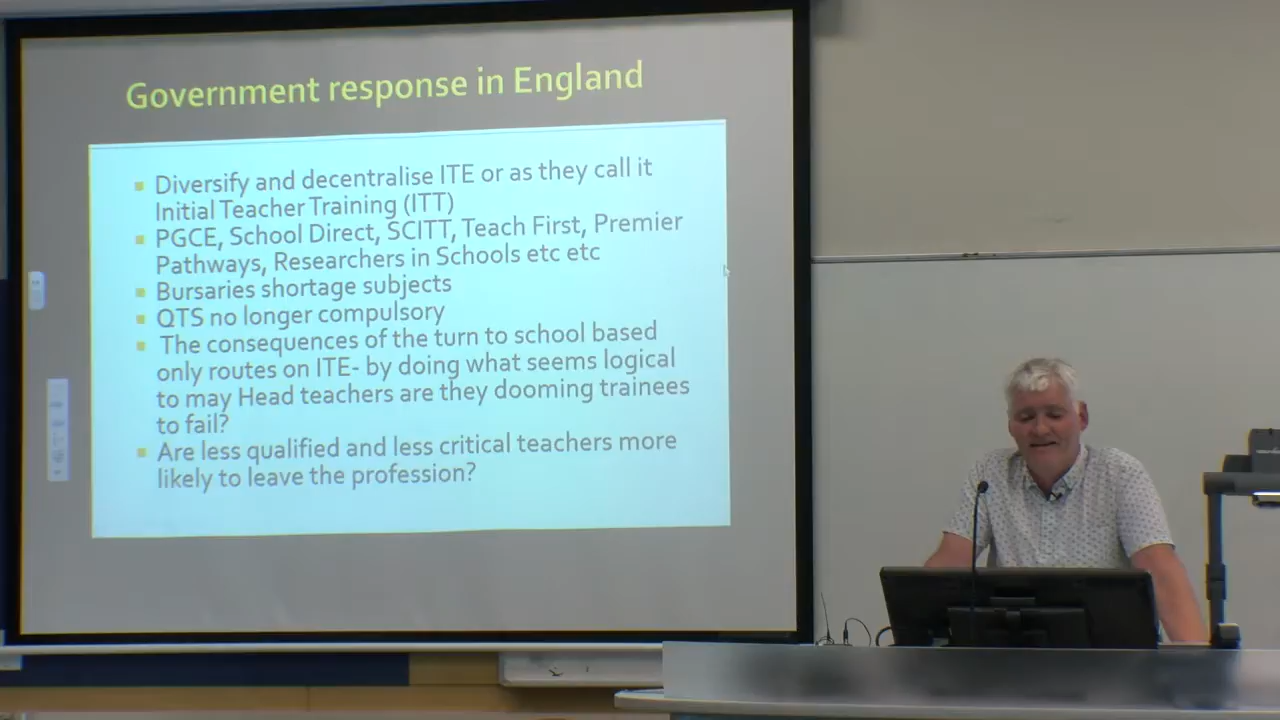 Government response in England
Diversify and decentralise ITE or as they call it
Initial Teacher Training (ITT)
PGCE, School Direct, SCITT, Teach First, Premier
Pathways, Researchers in Schools etc etc
Bursaries shortage subjects
QTS no longer compulsory
The consequences of the turn to school based
only routes on ITE- by doing what seems logical
to may Head teachers are they dooming trainees
to fail?
Are less qualified and less critical teachers more
likely to leave the profession?